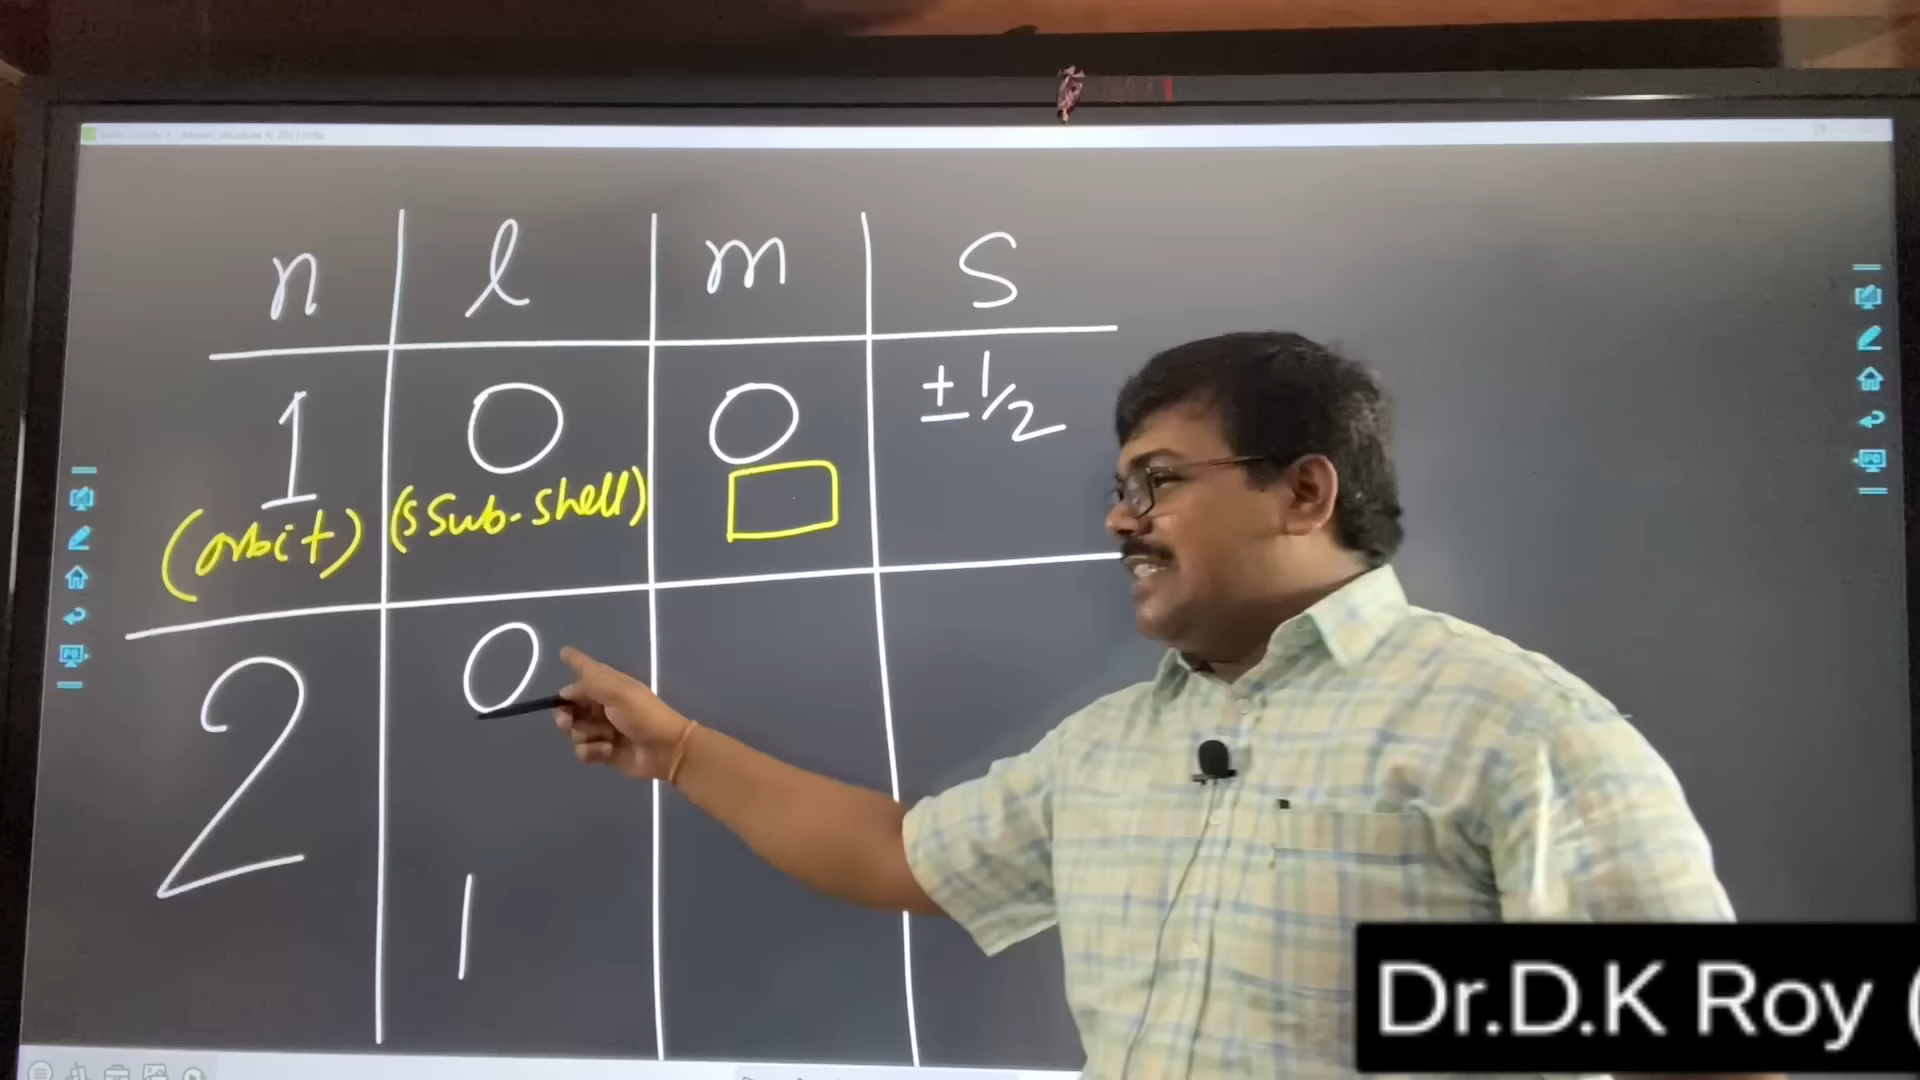 n l m s
1 0 0 ± 1/2
(orbit) (s Sub-shell)
2 0
1
Dr.D.K Roy (